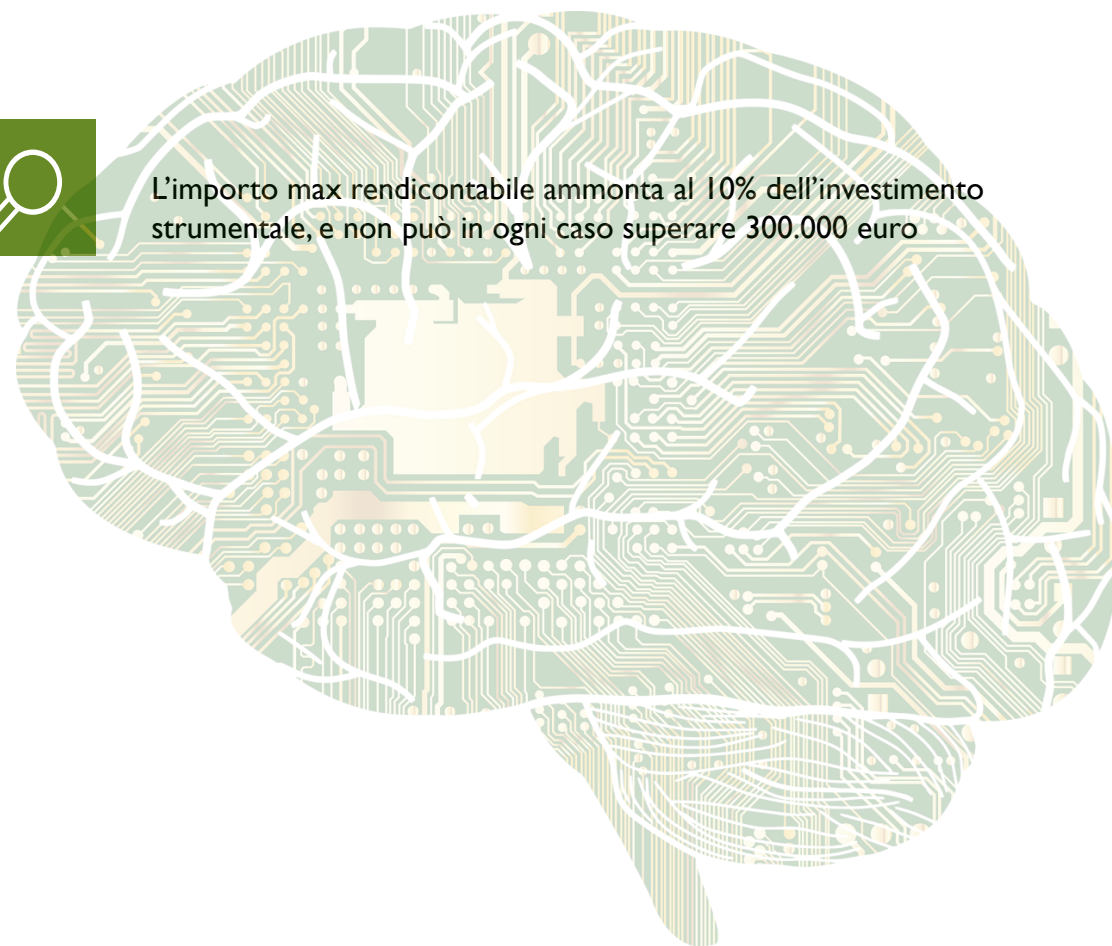 L’importo max rendicontabile ammonta al 10% dell’investimento
strumentale, e non può in ogni caso superare 300.000 euro